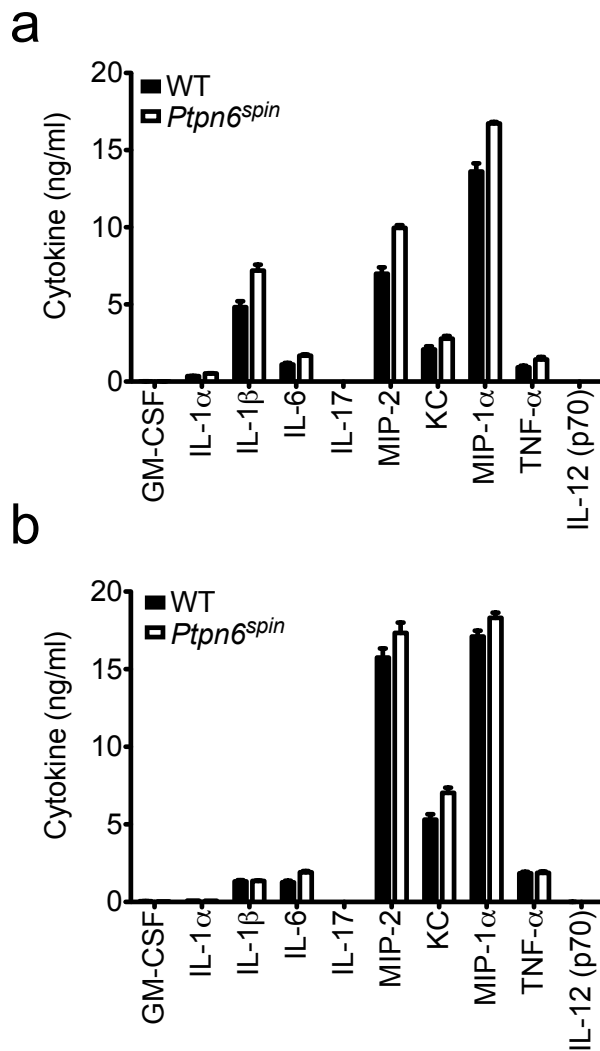 a
20
15
10
5
0
Cytokine (ng/ml)
WT
Ptpn6spin
GM-CSF
IL-1α
IL-1β
IL-6
IL-17
MIP-2
KC
MIP-1α
TNF-α
IL-12 (p70)
b
20
15
10
5
0
Cytokine (ng/ml)
WT
Ptpn6spin
GM-CSF
IL-1α
IL-1β
IL-6
IL-17
MIP-2
KC
MIP-1α
TNF-α
IL-12 (p70)